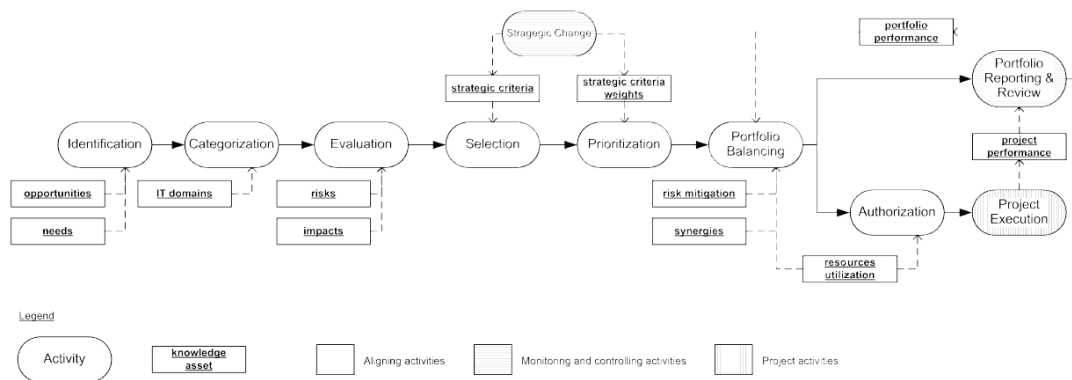 Stragegic Change
portfolio
performance
Portfolio
Reporting &
Review
strategic criteria
strategic criteria
weights
Identification
Categorization
Evaluation
Selection
Prioritization
Portfolio
Balancing
project
performance
opportunities
IT domains
risks
risk mitigation
Authorization
Project
Execution
needs
impacts
synergies
resources
utilization
Legend
Activity
knowledge
asset
Aligning activities
Monitoring and controlling activities
Project activities